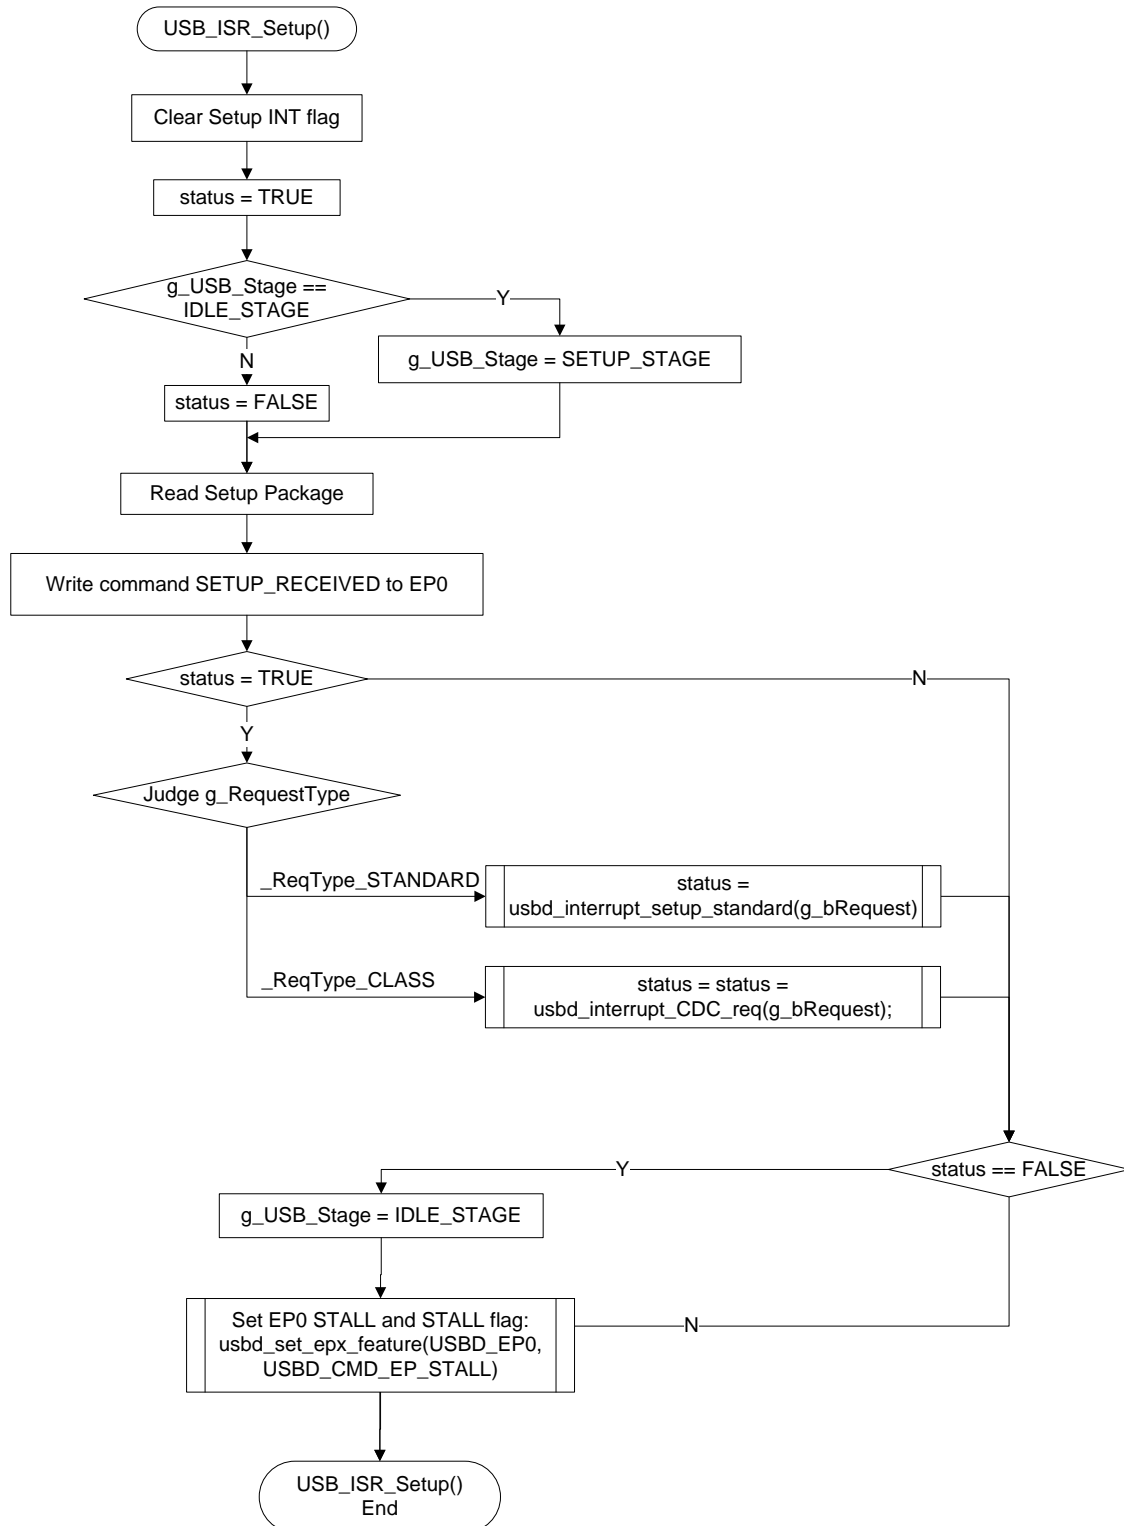 USB_ISR_Setup()
Clear Setup INT flag
status = TRUE
g_USB_Stage ==
IDLE_STAGE
Y
g_USB_Stage = SETUP_STAGE
N
status = FALSE
Read Setup Package
Write command SETUP_RECEIVED to EP0
status = TRUE
N
Y
Judge g_RequestType
_ReqType_STANDARD
status =
usbd_interrupt_setup_standard(g_bRequest)
_ReqType_CLASS
status = status =
usbd_interrupt_CDC_req(g_bRequest);
Y
status == FALSE
g_USB_Stage = IDLE_STAGE
Set EP0 STALL and STALL flag:
usbd_set_epx_feature(USBD_EP0,
USBD_CMD_EP_STALL)
N
USB_ISR_Setup()
End